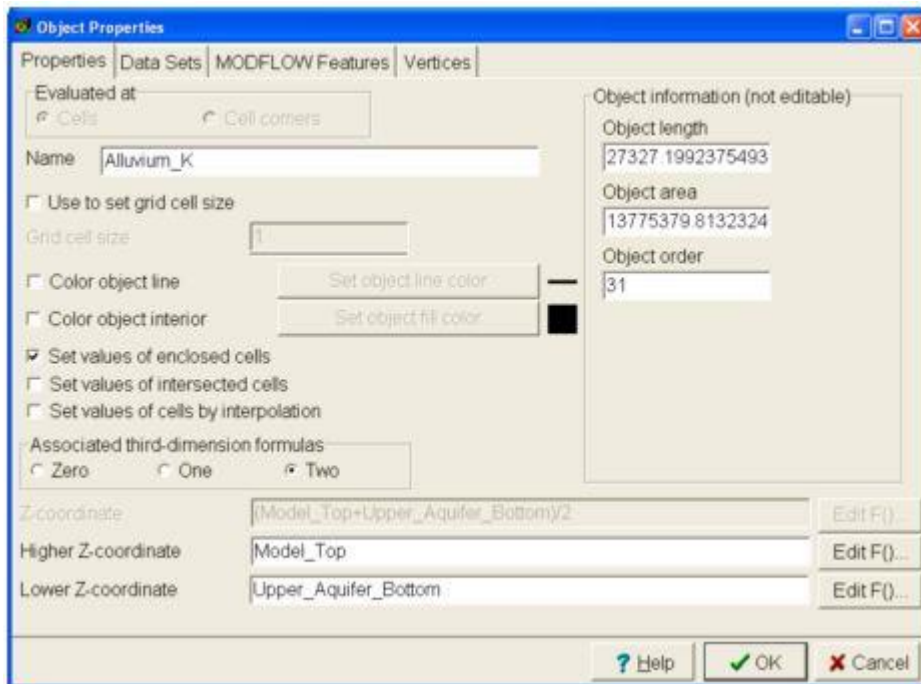 Object Properties
Properties Data Sets MODFLOW Features Vertices
Evaluated at
Cells Cell corners
Name Alluvium_K
Use to set grid cell size
Grid cell size 1
Color object line Set object line color
Color object interior Set object fill color
Set values of enclosed cells
Set values of intersected cells
Set values of cells by interpolation
Associated third-dimension formulas
Zero One Two
Object information (not editable)
Object length
27327.1992375493
Object area
13775379.8132324
Object order
31
Z-coordinate (Model_Top+Upper_Aquifer_Bottom)/2 Edit F()...
Higher Z-coordinate Model_Top Edit F()...
Lower Z-coordinate Upper_Aquifer_Bottom Edit F()...
? Help OK Cancel